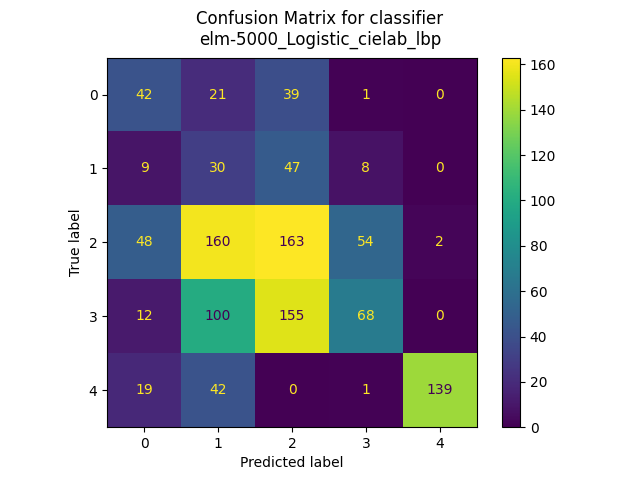 Confusion Matrix for classifier
elm-5000_Logistic_cielab_lbp
True label
0 42 21 39 1 0
1 9 30 47 8 0
2 48 160 163 54 2
3 12 100 155 68 0
4 19 42 0 1 139
0 1 2 3 4
Predicted label
160
140
120
100
80
60
40
20
0